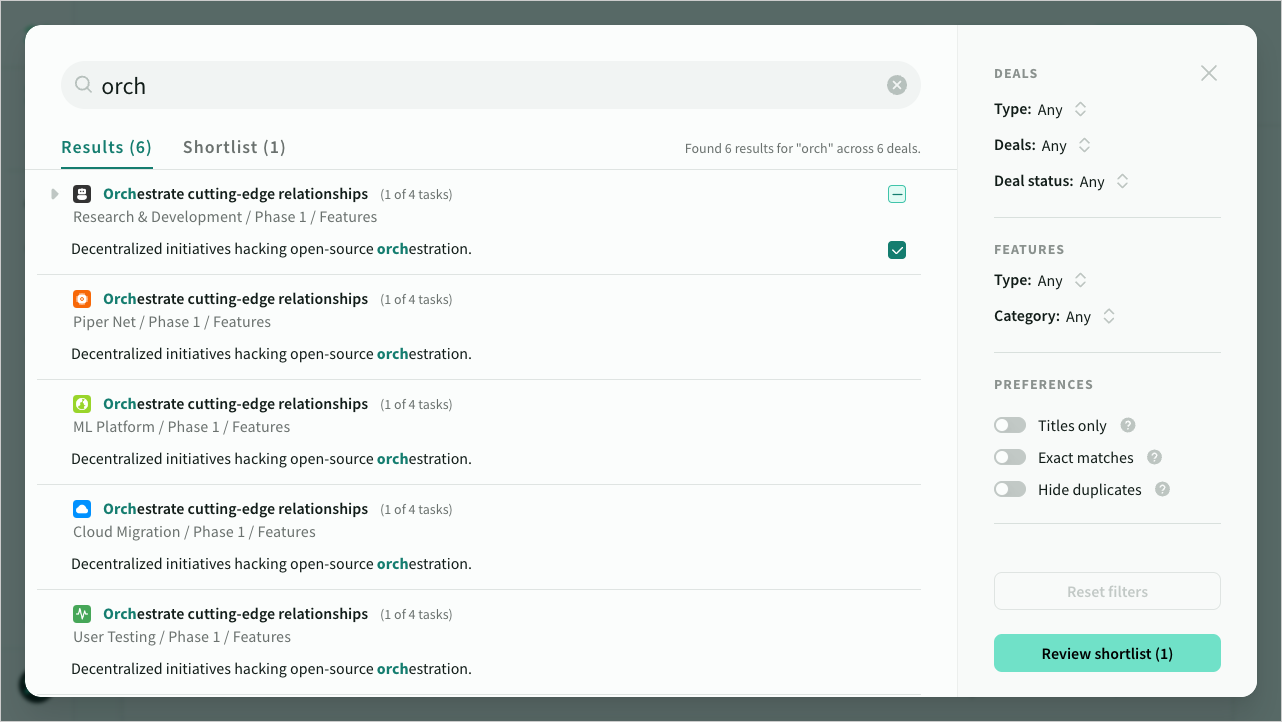 orch
Results (6) Shortlist (1) Found 6 results for "orch" across 6 deals.
Orchestrate cutting-edge relationships (1 of 4 tasks)
Research & Development / Phase 1 / Features
Decentralized initiatives hacking open-source orchestration.
Orchestrate cutting-edge relationships (1 of 4 tasks)
Piper Net / Phase 1 / Features
Decentralized initiatives hacking open-source orchestration.
Orchestrate cutting-edge relationships (1 of 4 tasks)
ML Platform / Phase 1 / Features
Decentralized initiatives hacking open-source orchestration.
Orchestrate cutting-edge relationships (1 of 4 tasks)
Cloud Migration / Phase 1 / Features
Decentralized initiatives hacking open-source orchestration.
Orchestrate cutting-edge relationships (1 of 4 tasks)
User Testing / Phase 1 / Features
Decentralized initiatives hacking open-source orchestration.
DEALS
Type: Any
Deals: Any
Deal status: Any
FEATURES
Type: Any
Category: Any
PREFERENCES
Titles only ?
Exact matches ?
Hide duplicates ?
Reset filters
Review shortlist (1)